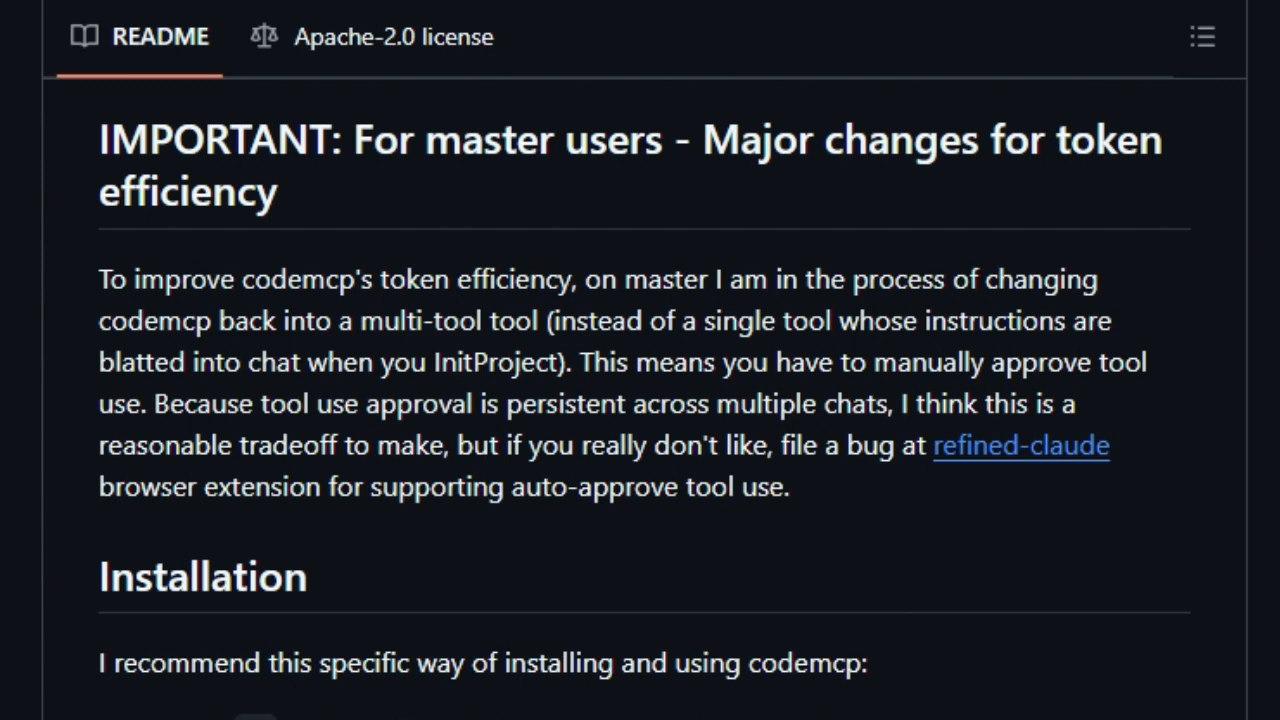 README
Apache-2.0 license
IMPORTANT: For master users - Major changes for token
efficiency
To improve codemcp's token efficiency, on master I am in the process of changing
codemcp back into a multi-tool tool (instead of a single tool whose instructions are
blatted into chat when you InitProject). This means you have to manually approve tool
use. Because tool use approval is persistent across multiple chats, I think this is a
reasonable tradeoff to make, but if you really don't like, file a bug at refined-claude
browser extension for supporting auto-approve tool use.
Installation
I recommend this specific way of installing and using codemcp: